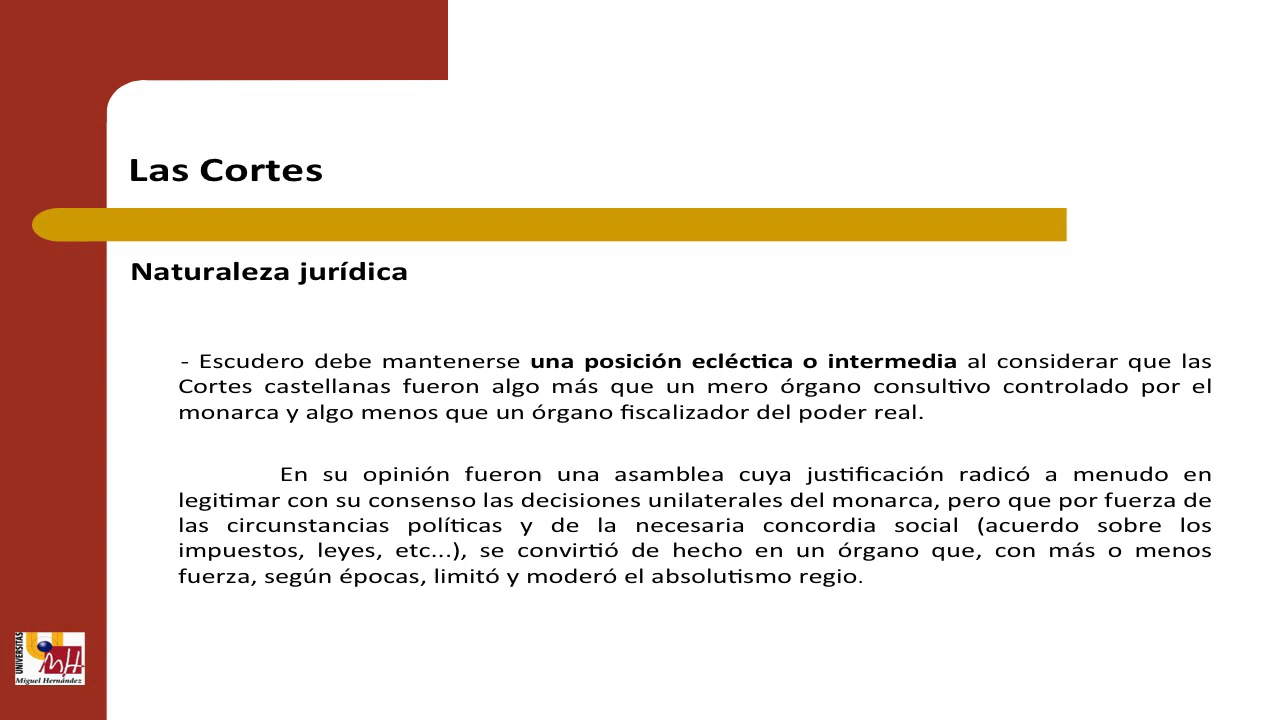 Las Cortes
Naturaleza jurídica
- Escudero debe mantenerse una posición ecléctica o intermedia al considerar que las
Cortes castellanas fueron algo más que un mero órgano consultivo controlado por el
monarca y algo menos que un órgano fiscalizador del poder real.
En su opinión fueron una asamblea cuya justificación radicó a menudo en
legitimar con su consenso las decisiones unilaterales del monarca, pero que por fuerza de
las circunstancias políticas y de la necesaria concordia social (acuerdo sobre los
impuestos, leyes, etc...), se convirtió de hecho en un órgano que, con más o menos
fuerza, según épocas, limitó y moderó el absolutismo regio.
UNIVERSITAS
MH
Miguel Hernández